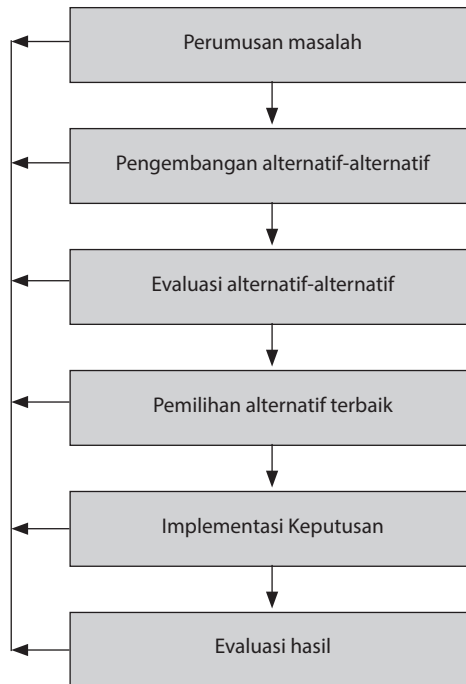 Perumusan masalah
Pengembangan alternatif-alternatif
Evaluasi alternatif-alternatif
Pemilihan alternatif terbaik
Implementasi Keputusan
Evaluasi hasil